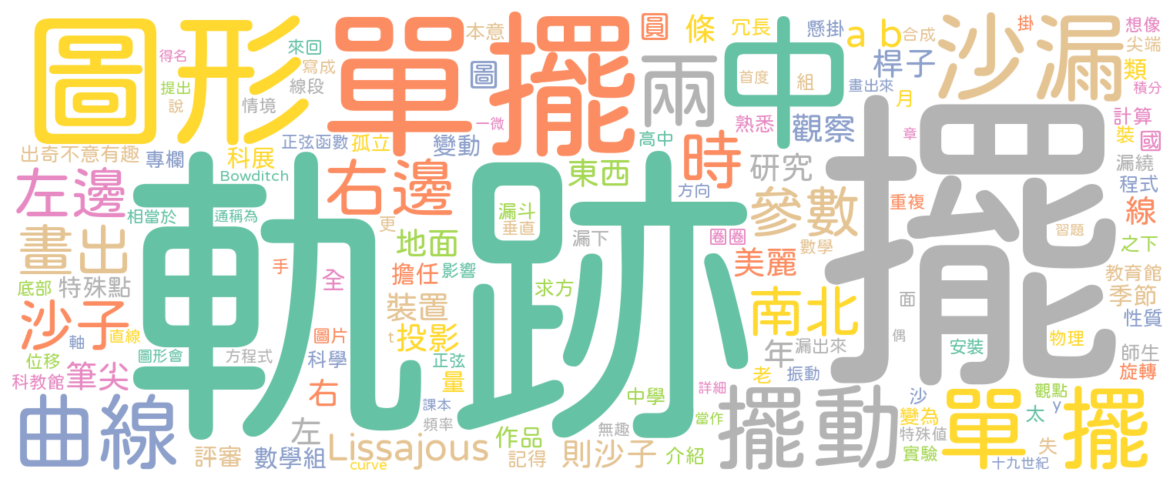 圖形 單擺 兩 中 沙漏
圓 條 冗長 懸掛 a b 合成 掛 想像
得名 來回 本意 圖 桿子 尖端
提出 寫成 首度 組 畫出來 類 積分
說 情境 線段 月
一微 熟悉 觀察 章 計算
出奇不意有趣 專欄 正弦函數 孤立 變動 高中 裝 國
科展 時 研究 漏繞
左邊 Bowditch 右邊 東西 方向 擺 程式
軌跡 參數 重複 線
相當於 通稱為 漏斗 垂直 更 數學 習題
畫出 地面 漏下 圈圈 之下
手 全 擔任 影響 美麗 教育館
底部 特殊點 求方 南北 面 季節
沙子 裝置 性質
軸 直線 圖片 t 投影 偶 物理
圖形會 方程式 科學 正弦 年 漏出來 安裝 師生
位移 筆尖 量 老 振動 旋轉
科教館 右 中學 詳細 觀點
曲線 課本 擺動 沙 單擺
左 頻率 作品 無趣 當作 變為 太 y
評審 數學組 Lissajous 記得 則沙子 介紹 特殊值 失
curve 實驗 十九世紀